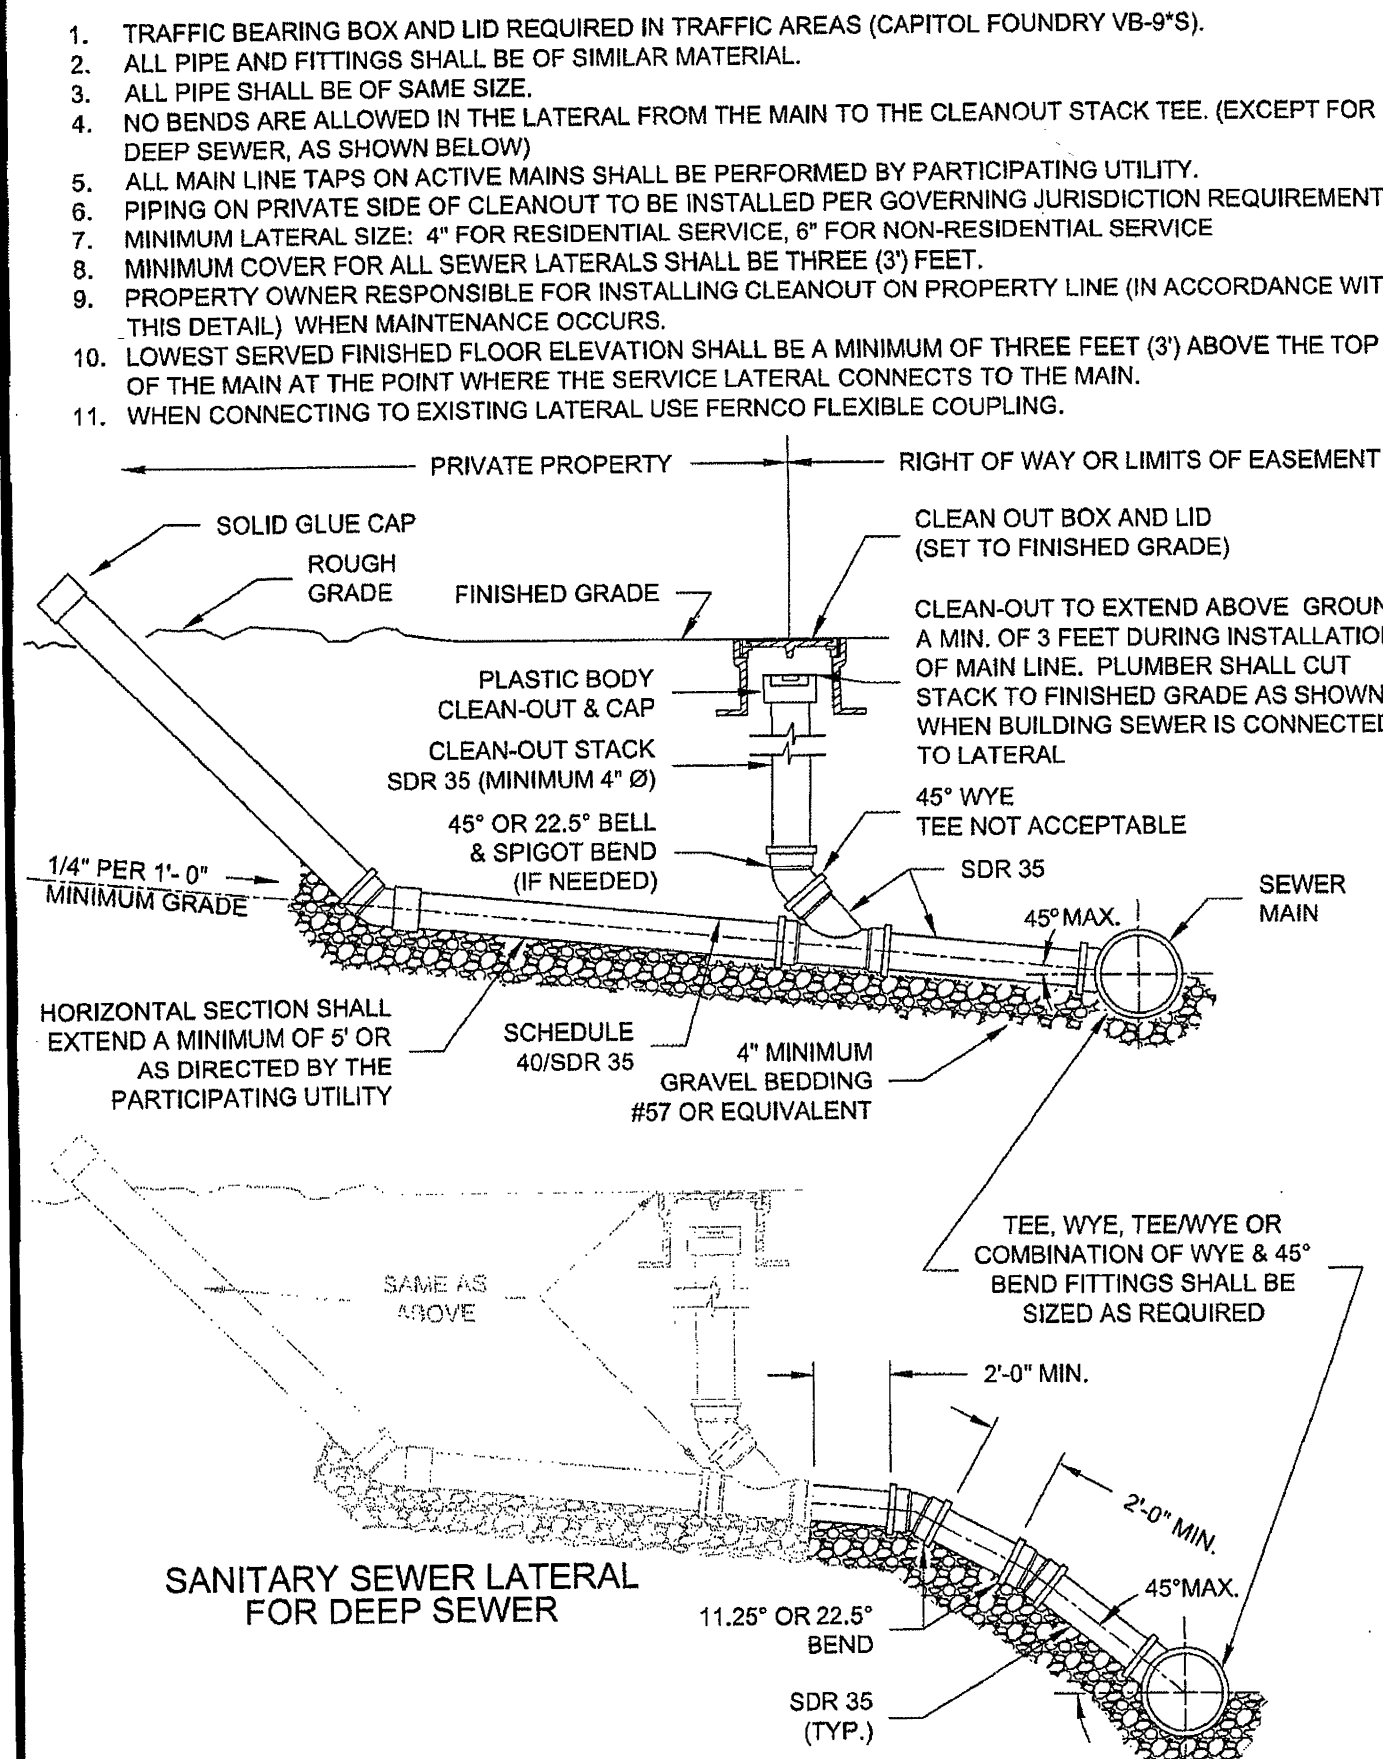 1. TRAFFIC BEARING BOX AND LID REQUIRED IN TRAFFIC AREAS (CAPITOL FOUNDRY VB-9*S).
2. ALL PIPE AND FITTINGS SHALL BE OF SIMILAR MATERIAL.
3. ALL PIPE SHALL BE OF SAME SIZE.
4. NO BENDS ARE ALLOWED IN THE LATERAL FROM THE MAIN TO THE CLEANOUT STACK TEE. (EXCEPT FOR
DEEP SEWER, AS SHOWN BELOW)
5. ALL MAIN LINE TAPS ON ACTIVE MAINS SHALL BE PERFORMED BY PARTICIPATING UTILITY.
6. PIPING ON PRIVATE SIDE OF CLEANOUT TO BE INSTALLED PER GOVERNING JURISDICTION REQUIREMENT
7. MINIMUM LATERAL SIZE: 4" FOR RESIDENTIAL SERVICE, 6" FOR NON-RESIDENTIAL SERVICE
8. MINIMUM COVER FOR ALL SEWER LATERALS SHALL BE THREE (3') FEET.
9. PROPERTY OWNER RESPONSIBLE FOR INSTALLING CLEANOUT ON PROPERTY LINE (IN ACCORDANCE WIT
THIS DETAIL) WHEN MAINTENANCE OCCURS.
10. LOWEST SERVED FINISHED FLOOR ELEVATION SHALL BE A MINIMUM OF THREE FEET (3') ABOVE THE TOP
OF THE MAIN AT THE POINT WHERE THE SERVICE LATERAL CONNECTS TO THE MAIN.
11. WHEN CONNECTING TO EXISTING LATERAL USE FERNCO FLEXIBLE COUPLING.
PRIVATE PROPERTY
RIGHT OF WAY OR LIMITS OF EASEMENT
SOLID GLUE CAP
ROUGH
GRADE
FINISHED GRADE
CLEAN OUT BOX AND LID
(SET TO FINISHED GRADE)
CLEAN-OUT TO EXTEND ABOVE GROUN
A MIN. OF 3 FEET DURING INSTALLATIO
OF MAIN LINE. PLUMBER SHALL CUT
STACK TO FINISHED GRADE AS SHOWN
WHEN BUILDING SEWER IS CONNECTED
TO LATERAL
PLASTIC BODY
CLEAN-OUT & CAP
CLEAN-OUT STACK
SDR 35 (MINIMUM 4" Ø)
45° OR 22.5° BELL
& SPIGOT BEND
(IF NEEDED)
45° WYE
TEE NOT ACCEPTABLE
SDR 35
SEWER
MAIN
45° MAX.
1/4" PER 1'- 0"
MINIMUM GRADE
HORIZONTAL SECTION SHALL
EXTEND A MINIMUM OF 5' OR
AS DIRECTED BY THE
PARTICIPATING UTILITY
SCHEDULE
40/SDR 35
4" MINIMUM
GRAVEL BEDDING
#57 OR EQUIVALENT
TEE, WYE, TEE/WYE OR
COMBINATION OF WYE & 45°
BEND FITTINGS SHALL BE
SIZED AS REQUIRED
SAME AS
ABOVE
2'-0" MIN.
2'-0" MIN.
45° MAX.
SANITARY SEWER LATERAL
FOR DEEP SEWER
11.25° OR 22.5°
BEND
SDR 35
(TYP.)